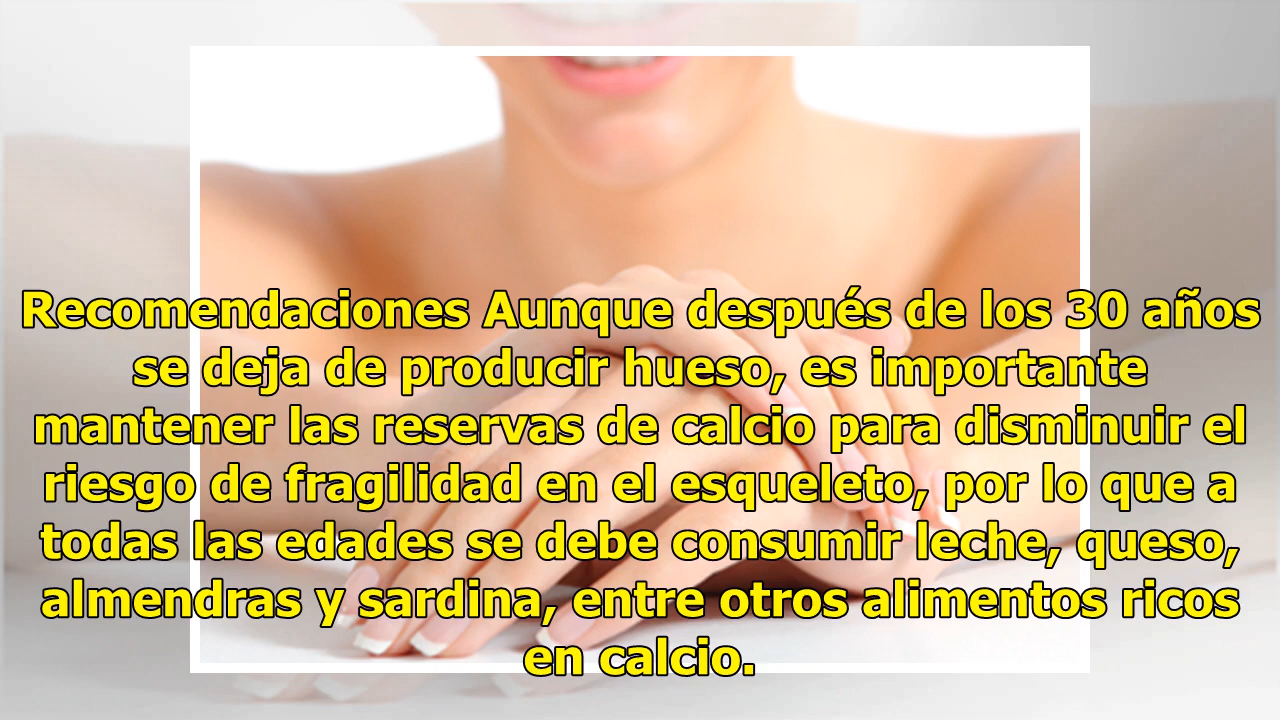 Recomendaciones Aunque después de los 30 años
se deja de producir hueso, es importante
mantener las reservas de calcio para disminuir el
riesgo de fragilidad en el esqueleto, por lo que a
todas las edades se debe consumir leche, queso,
almendras y sardina, entre otros alimentos ricos
en calcio.